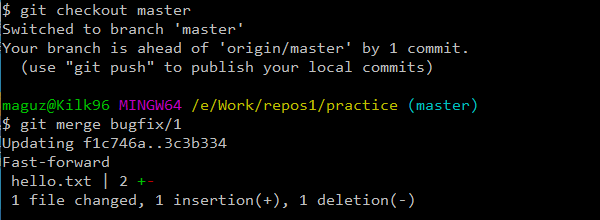 $ git checkout master
Switched to branch 'master'
Your branch is ahead of 'origin/master' by 1 commit.
  (use "git push" to publish your local commits)

maguz@Kilk96 MINGW64 /e/Work/repos1/practice (master)
$ git merge bugfix/1
Updating f1c746a..3c3b334
Fast-forward
 hello.txt | 2 +-
 1 file changed, 1 insertion(+), 1 deletion(-)